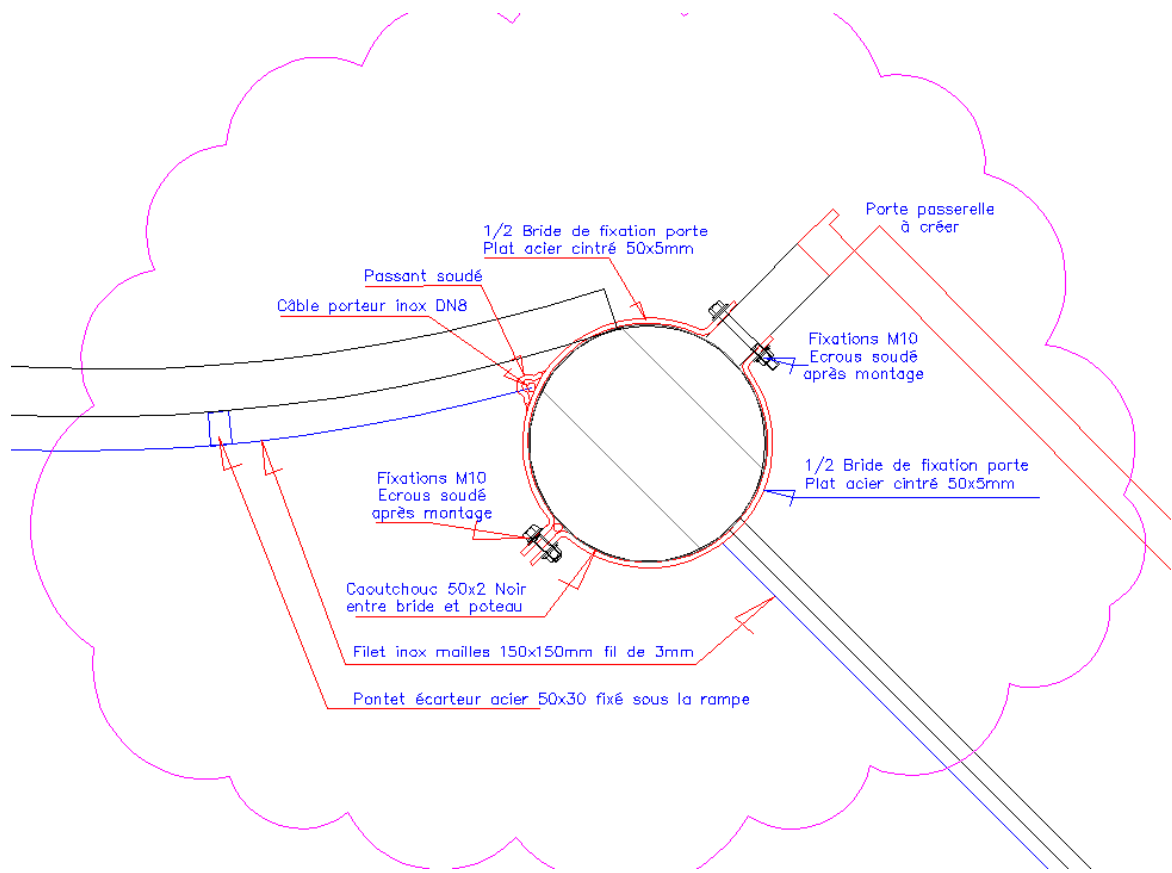 Porte passerelle
à créer
1/2 Bride de fixation porte
Plat acier cintré 50x5mm
Passant soudé
Câble porteur inox DN8
Fixations M10
Ecrous soudé
après montage
1/2 Bride de fixation porte
Plat acier cintré 50x5mm
Fixations M10
Ecrous soudé
après montage
Caoutchouc 50x2 Noir
entre bride et poteau
Filet inox mailles 150x150mm fil de 3mm
Pontet écarteur acier 50x30 fixé sous la rampe